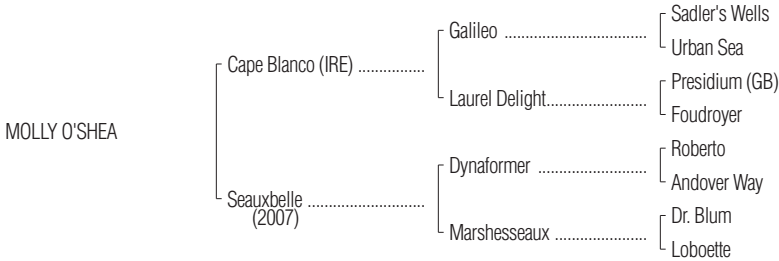 Sadler's Wells
Galileo ..................................
Urban Sea
Cape Blanco (IRE) ................
Presidium (GB)
Laurel Delight........................
Foudroyer
MOLLY O'SHEA
Roberto
Dynaformer ..........................
Andover Way
Seauxbelle ............................
(2007)
Dr. Blum
Marshesseaux ......................
Loboette